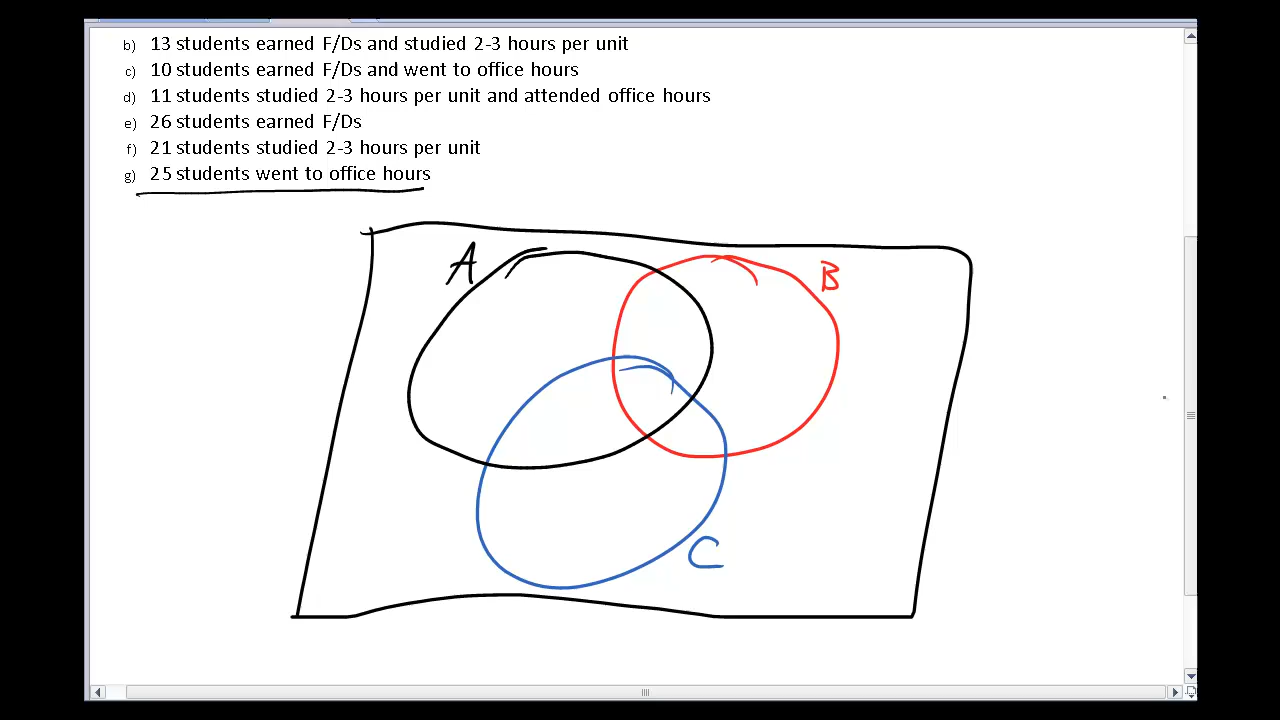 b) 13 students earned F/Ds and studied 2-3 hours per unit
c) 10 students earned F/Ds and went to office hours
d) 11 students studied 2-3 hours per unit and attended office hours
e) 26 students earned F/Ds
f) 21 students studied 2-3 hours per unit
g) 25 students went to office hours
A
B
C